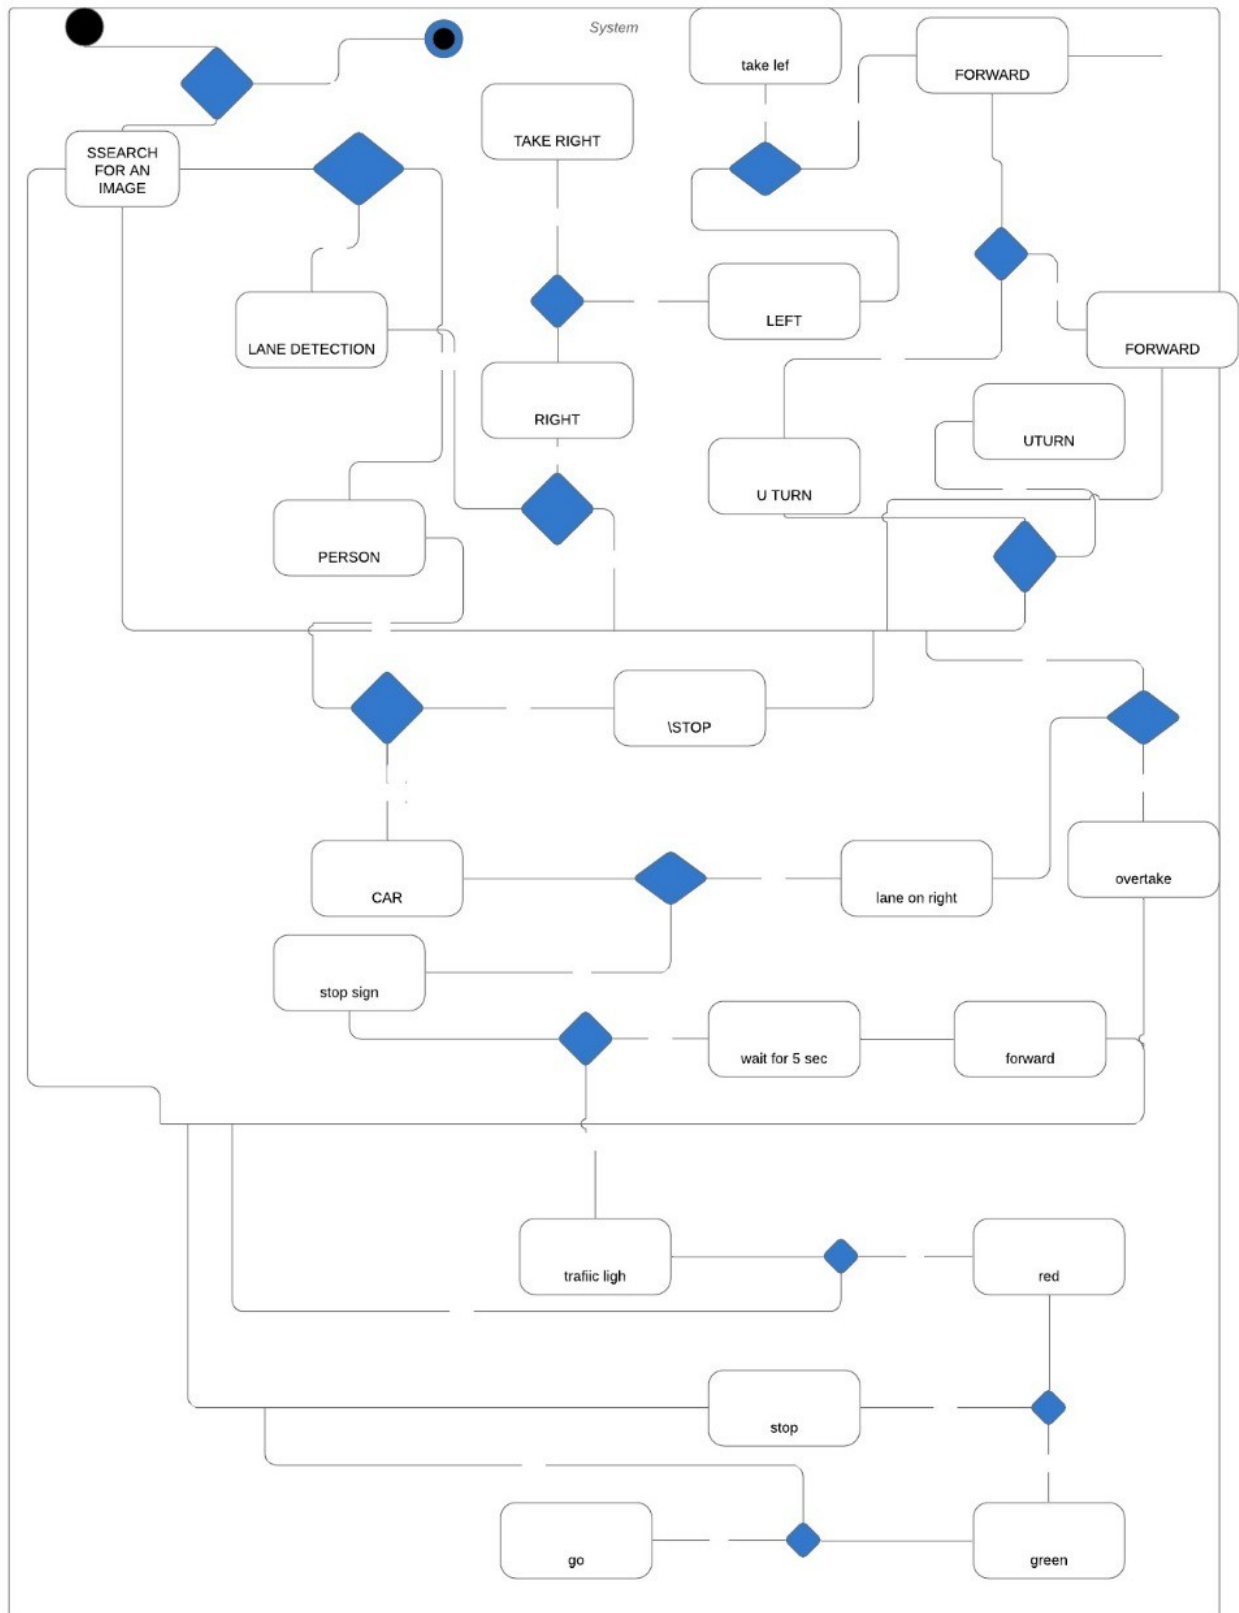 System
take lef
FORWARD
TAKE RIGHT
SSEARCH
FOR AN
IMAGE
LEFT
LANE DETECTION
FORWARD
RIGHT
UTURN
U TURN
PERSON
\STOP
CAR
lane on right
overtake
stop sign
wait for 5 sec
forward
trafiic ligh
red
stop
go
green